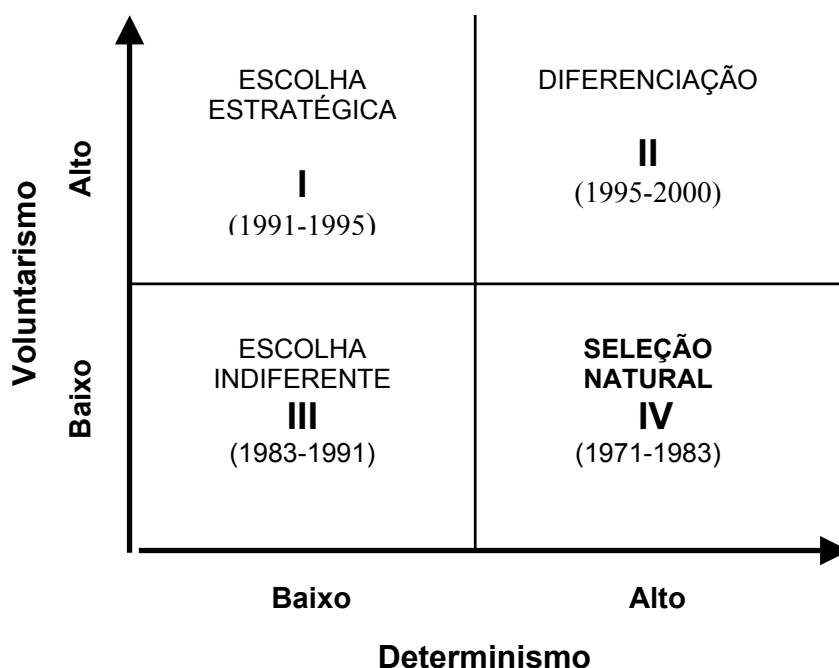 Voluntarismo
Alto
Baixo
ESCOLHA
ESTRATÉGICA
I
(1991-1995)
DIFERENCIAÇÃO
II
(1995-2000)
ESCOLHA
INDIFERENTE
III
(1983-1991)
SELEÇÃO
NATURAL
IV
(1971-1983)
Baixo
Alto
Determinismo